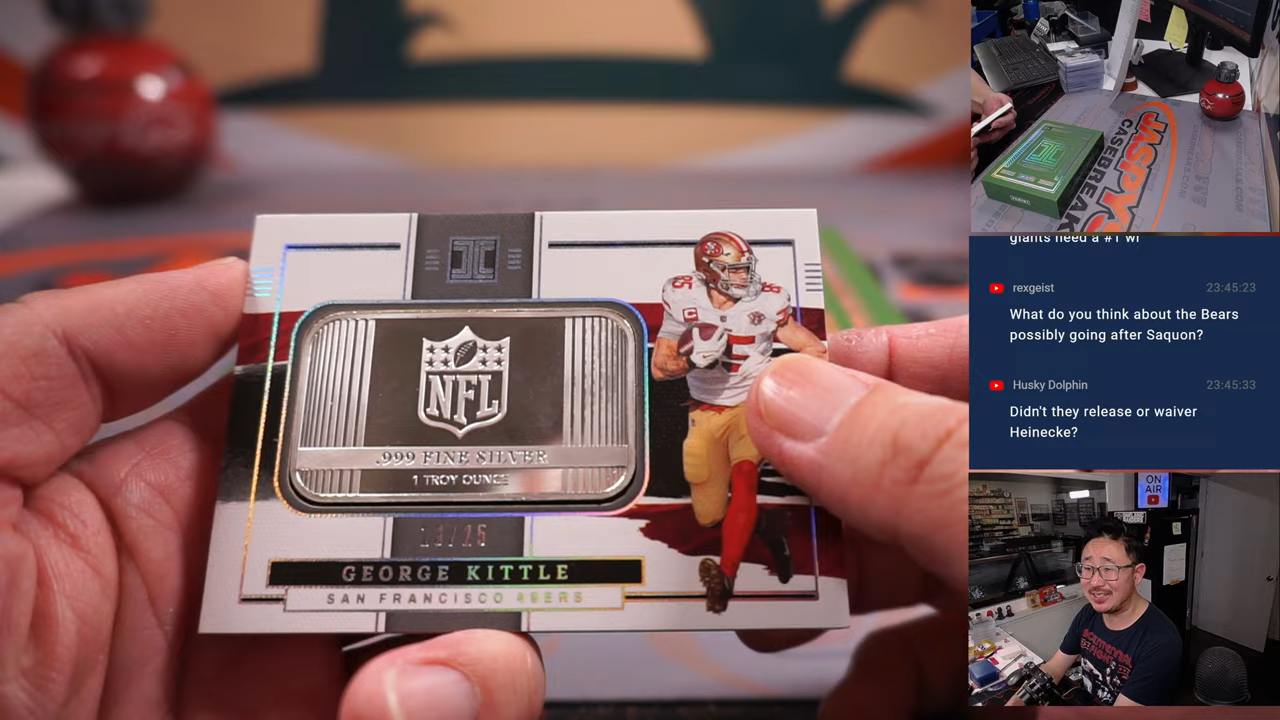 NFL
.999 FINE SILVER
1 TROY OUNCE
GEORGE KITTLE
SAN FRANCISCO 49ERS
85
JASPYS
CASEBREAK
giants need a #1 wr
rexgeist 23:45:23
What do you think about the Bears
possibly going after Saquon?
Husky Dolphin 23:45:33
Didn't they release or waiver
Heinecke?
ON
AIR